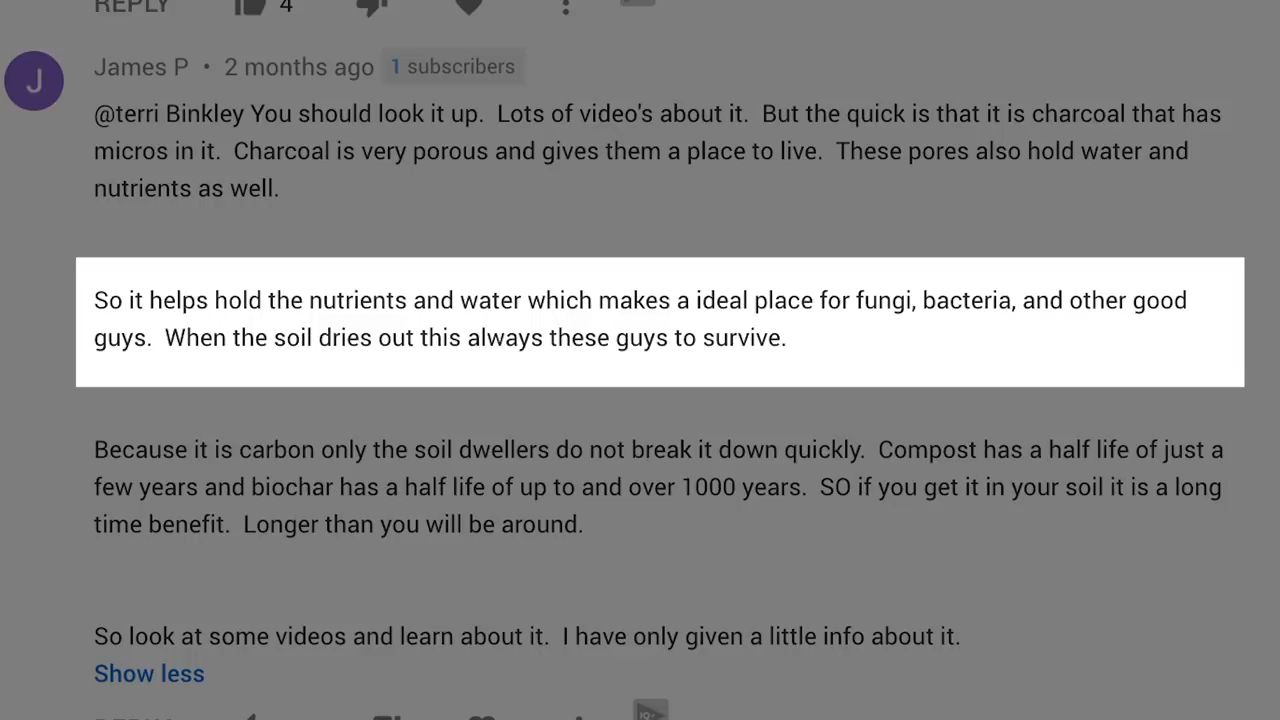 REPLY 4
J
James P • 2 months ago 1 subscribers
@terri Binkley You should look it up.  Lots of video's about it.  But the quick is that it is charcoal that has
micros in it.  Charcoal is very porous and gives them a place to live.  These pores also hold water and
nutrients as well.
So it helps hold the nutrients and water which makes a ideal place for fungi, bacteria, and other good
guys.  When the soil dries out this always these guys to survive.
Because it is carbon only the soil dwellers do not break it down quickly.  Compost has a half life of just a
few years and biochar has a half life of up to and over 1000 years.  SO if you get it in your soil it is a long
time benefit.  Longer than you will be around.
So look at some videos and learn about it.  I have only given a little info about it.
Show less